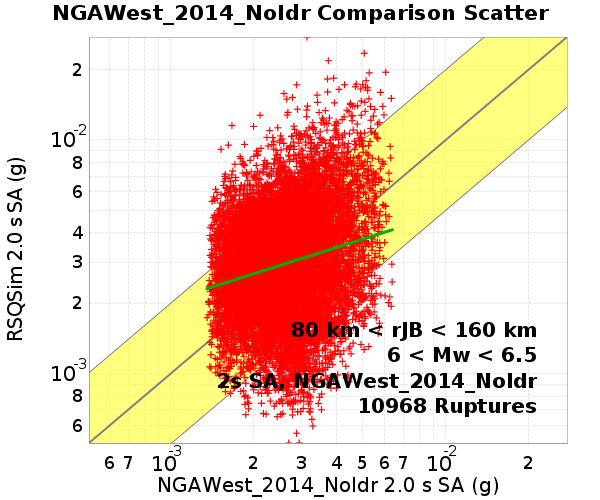 NGAWest_2014_NoIdr Comparison Scatter
RSQSim 2.0 s SA (g)
2
10-2
8
6
4
3
2
10-3
8
6
80 km < rJB < 160 km
6 < Mw < 6.5
2s SA, NGAWest_2014_NoIdr
10968 Ruptures
6 7 10-3 2 3 4 5 6 7 10-2 2
NGAWest_2014_NoIdr 2.0 s SA (g)